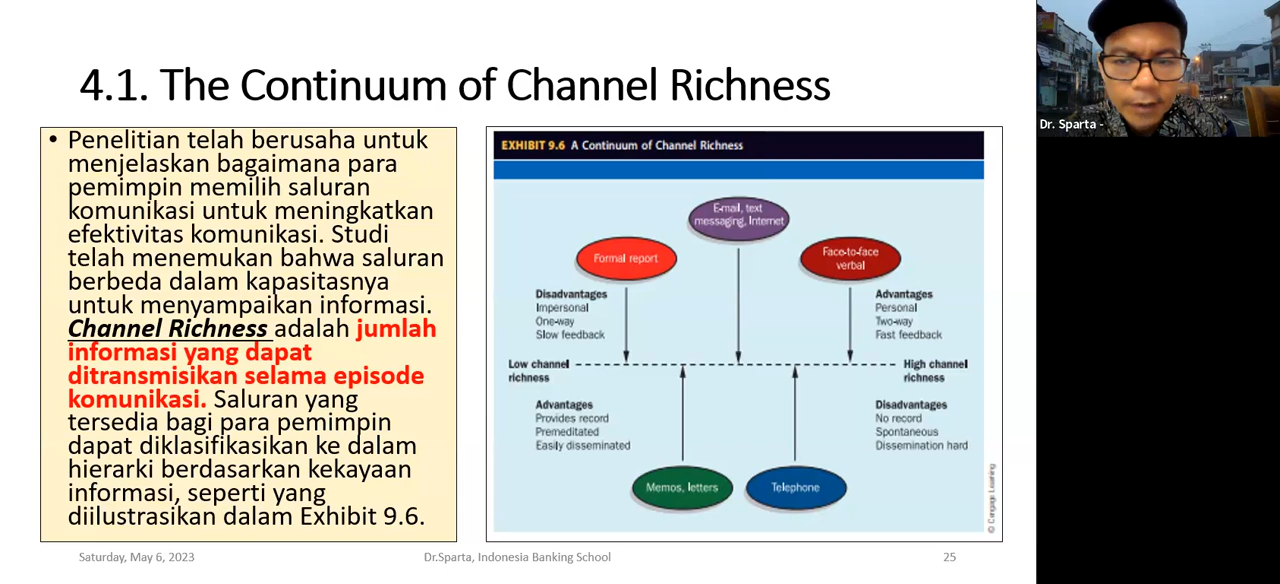 4.1. The Continuum of Channel Richness
Dr. Sparta -
• Penelitian telah berusaha untuk
menjelaskan bagaimana para
pemimpin memilih saluran
komunikasi untuk meningkatkan
efektivitas komunikasi. Studi
telah menemukan bahwa saluran
berbeda dalam kapasitasnya
untuk menyampaikan informasi.
Channel Richness adalah jumlah
informasi yang dapat
ditransmisikan selama episode
komunikasi. Saluran yang
tersedia bagi para pemimpin
dapat diklasifikasikan ke dalam
hierarki berdasarkan kekayaan
informasi, seperti yang
diilustrasikan dalam Exhibit 9.6.
EXHIBIT 9.6 A Continuum of Channel Richness
E-mail, text
messaging, Internet
Formal report
Face-to-face
verbal
Disadvantages
Impersonal
One-way
Slow feedback
Advantages
Personal
Two-way
Fast feedback
Low channel
richness
High channel
richness
Advantages
Provides record
Premeditated
Easily disseminated
Disadvantages
No record
Spontaneous
Dissemination hard
Memos, letters
Telephone
© Cengage Learning
Saturday, May 6, 2023
Dr.Sparta, Indonesia Banking School
25